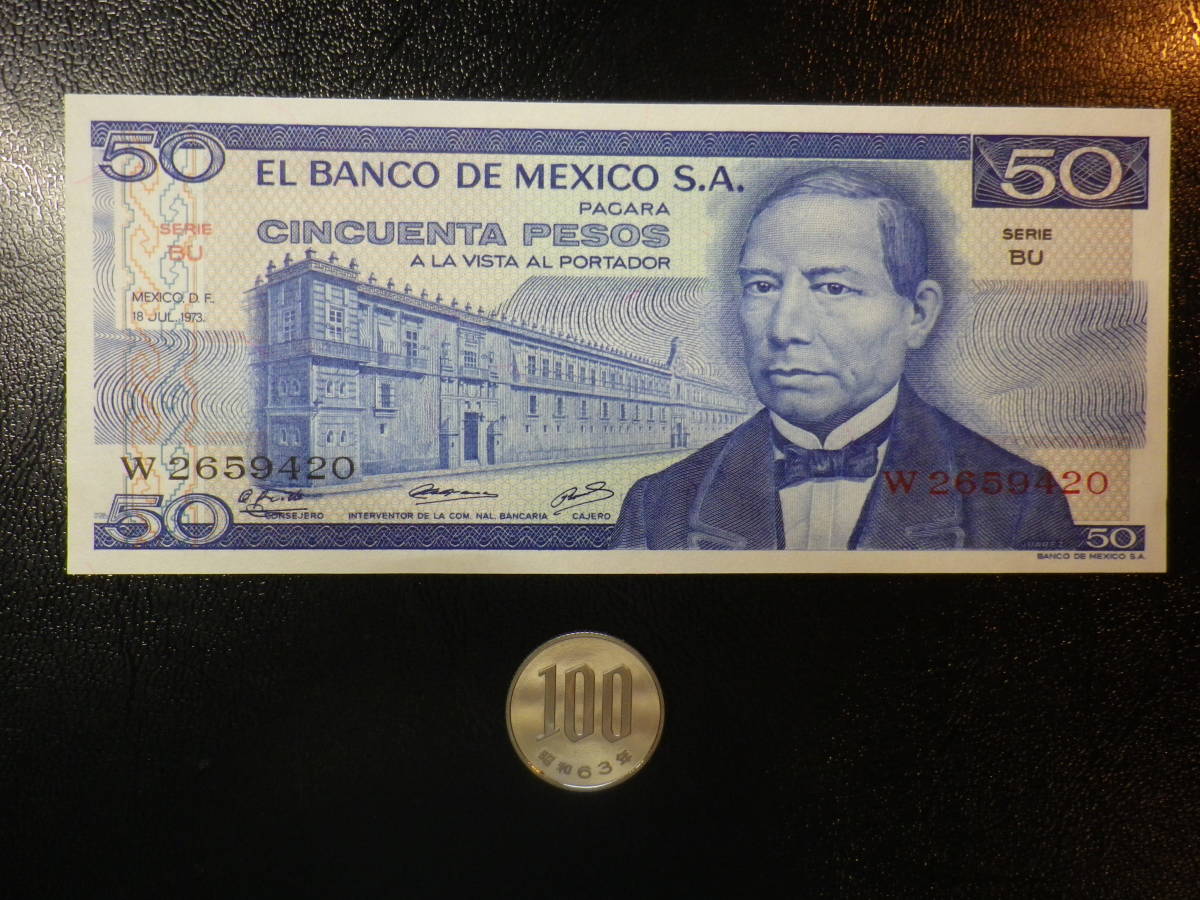 50
50
EL BANCO DE MEXICO S.A.
PAGARA
CINCUENTA PESOS
A LA VISTA AL PORTADOR
SERIE
BU
SERIE
BU
MEXICO, D. F.
18 JUL. 1973.
W 2659420
W 2659420
CONSEJERO
INTERVENTOR DE LA COM. NAL. BANCARIA
CAJERO
50
JUAREZ
50
BANCO DE MEXICO S.A.
100
昭和63年